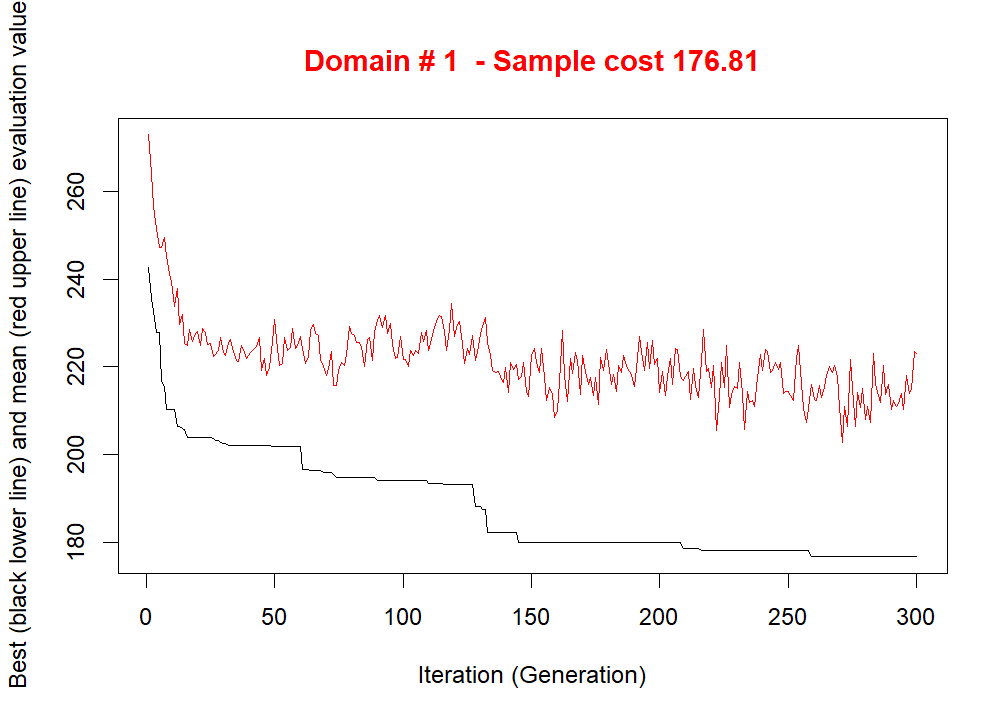 Domain # 1  - Sample cost 176.81
Best (black lower line) and mean (red upper line) evaluation value
260
240
220
200
180
0 50 100 150 200 250 300
Iteration (Generation)